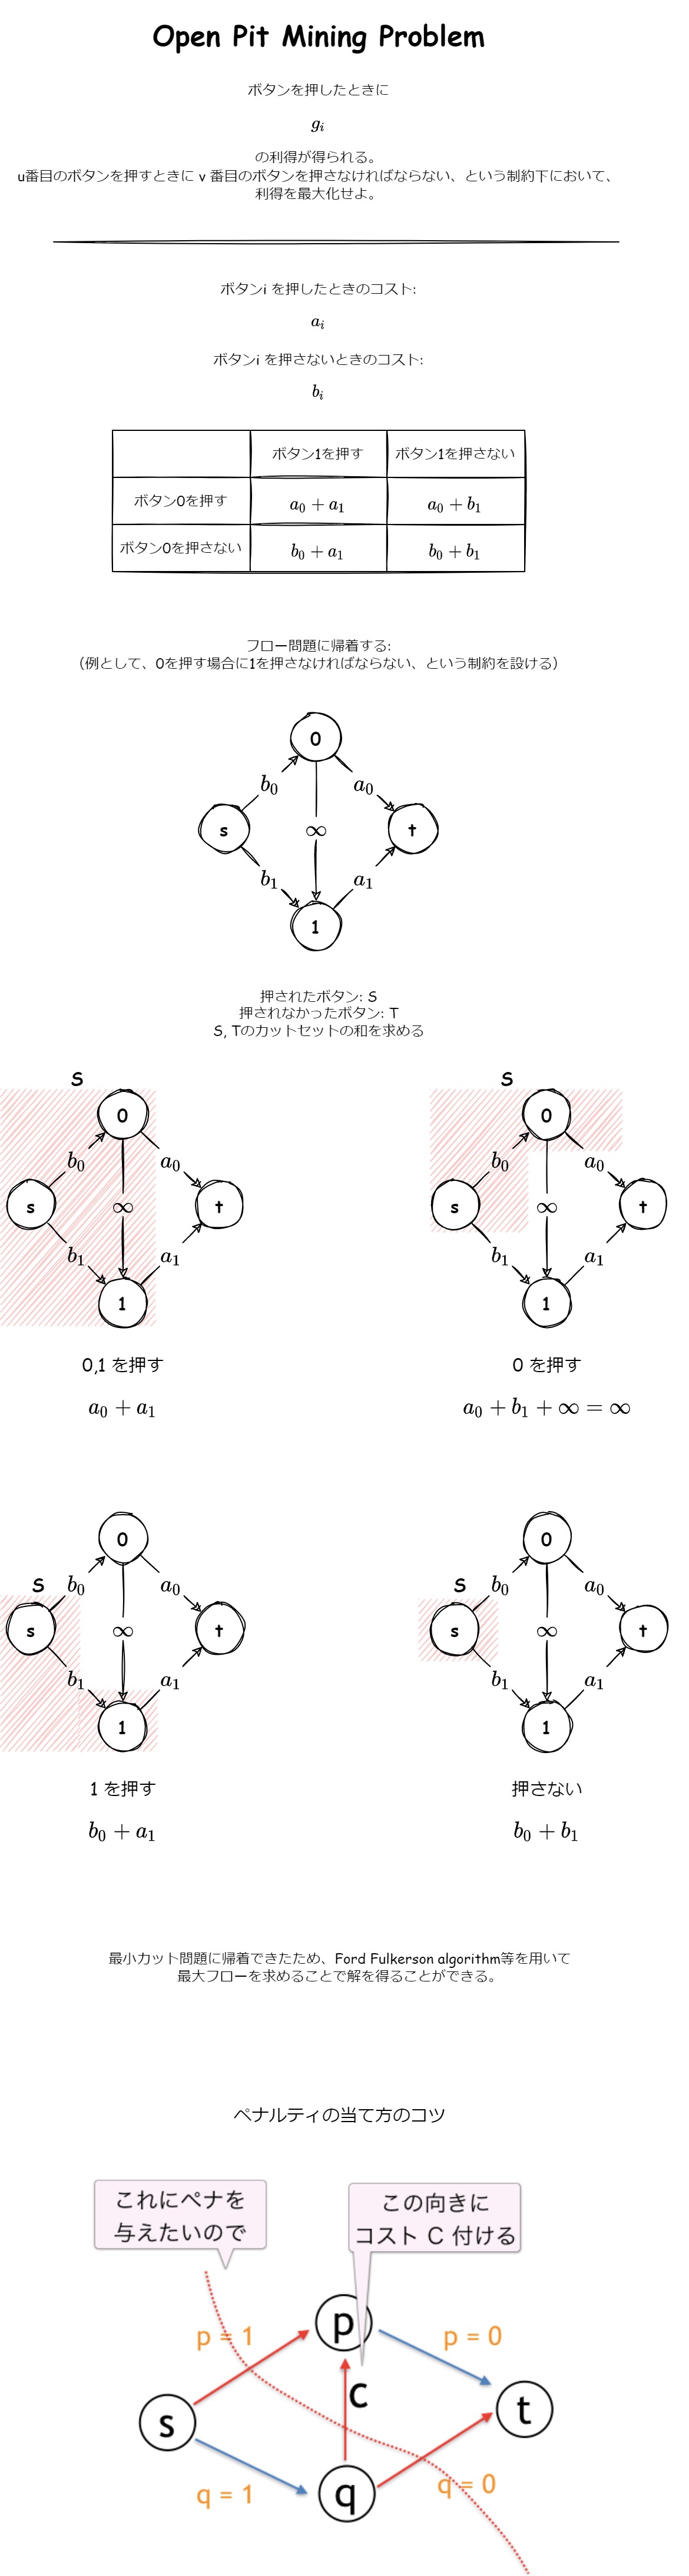 Open Pit Mining Problem
ボタンを押したときに
g_i
の利得が得られる。
u番目のボタンを押すときに v 番目のボタンを押さなければならない、という制約下において、
利得を最大化せよ。
ボタンi を押したときのコスト:
a_i
ボタンi を押さないときのコスト:
b_i
ボタン1を押す ボタン1を押さない
ボタン0を押す a_0 + a_1 a_0 + b_1
ボタン0を押さない b_0 + a_1 b_0 + b_1
フロー問題に帰着する:
（例として、0を押す場合に1を押さなければならない、という制約を設ける）
0
b_0 a_0
s ∞ t
b_1 a_1
1
押されたボタン: S
押されなかったボタン: T
S, Tのカットセットの和を求める
S
0
b_0 a_0
s ∞ t
b_1 a_1
1
0,1 を押す
a_0 + a_1
S
0
b_0 a_0
s ∞ t
b_1 a_1
1
0 を押す
a_0 + b_1 + ∞ = ∞
0
S b_0 a_0
s ∞ t
b_1 a_1
1
1 を押す
b_0 + a_1
0
S b_0 a_0
s ∞ t
b_1 a_1
1
押さない
b_0 + b_1
最小カット問題に帰着できたため、Ford Fulkerson algorithm等を用いて
最大フローを求めることで解を得ることができる。
ペナルティの当て方のコツ
これにペナを
与えたいので
この向きに
コスト C 付ける
p
p = 1 p = 0
s c t
q = 1 q = 0
q